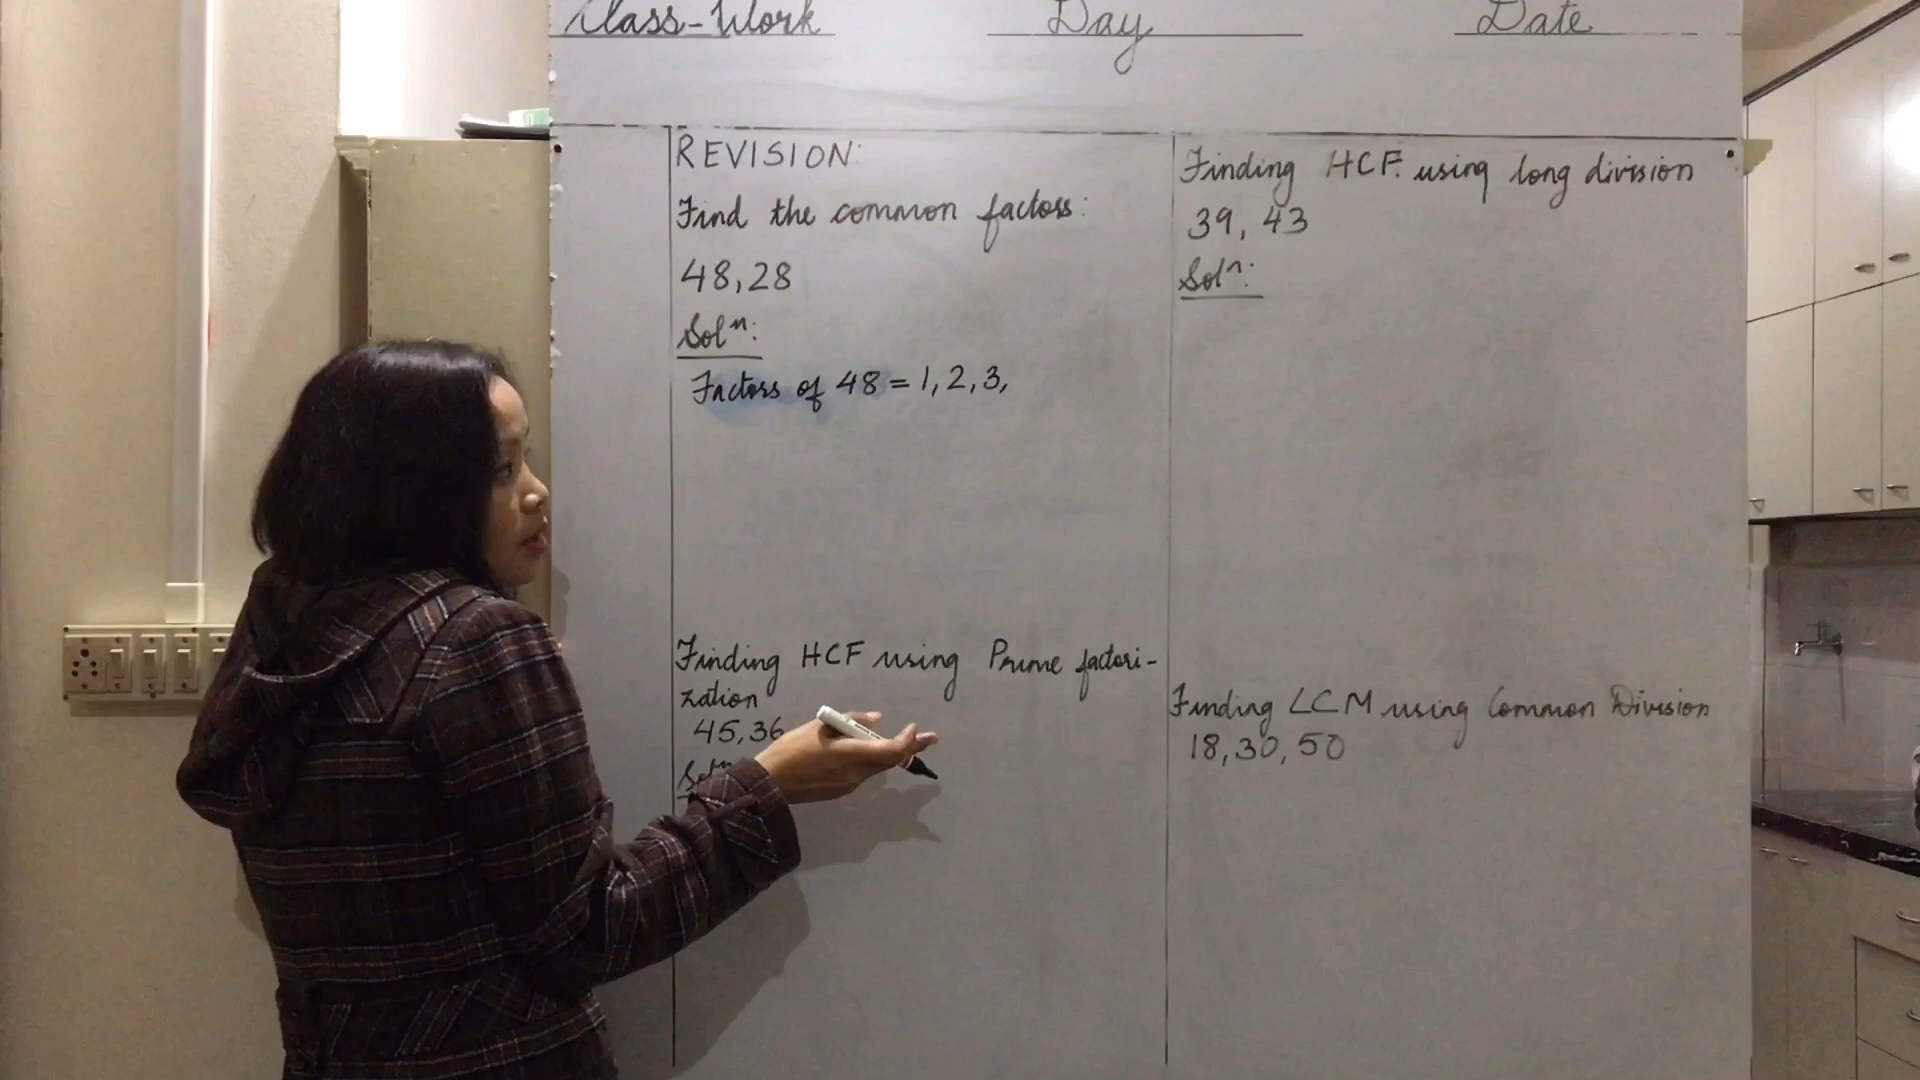 Class-Work Day Date
REVISION:
Find the common factors:
48, 28
Solⁿ:
Factors of 48 = 1, 2, 3,
Finding HCF using Prime factori-
zation
45, 36
Solⁿ
Finding HCF. using long division
39, 43
Solⁿ:
Finding LCM using Common Division
18, 30, 50